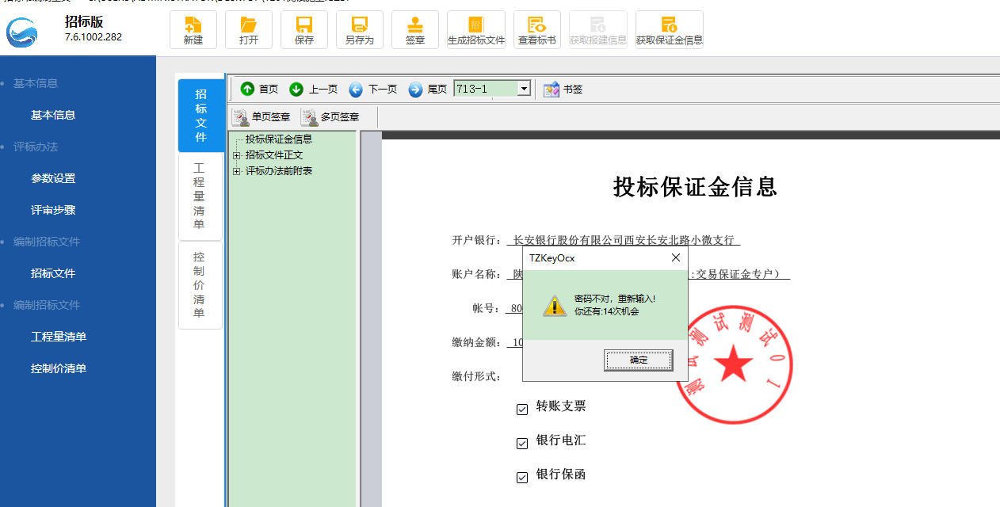 招标版
7.6.1002.282
新建
打开
保存
另存为
签章
生成招标文件
查看标书
获取报建信息
获取保证金信息
基本信息
基本信息
评标办法
参数设置
评审步骤
编制招标文件
招标文件
编制招标文件
工程量清单
控制价清单
招标文件
工程量清单
控制价清单
首页
上一页
下一页
尾页
713-1
书签
单页签章
多页签章
投标保证金信息
招标文件正文
评标办法前附表
投标保证金信息
开户银行： 长安银行股份有限公司西安长安北路小微支行
账户名称： 陕
:交易保证金专户）
帐号： 80
缴纳金额： 10
缴付形式：
转账支票
银行电汇
银行保函
TZKeyOcx
密码不对，重新输入!
你还有:14次机会
确定
测试测试测试01